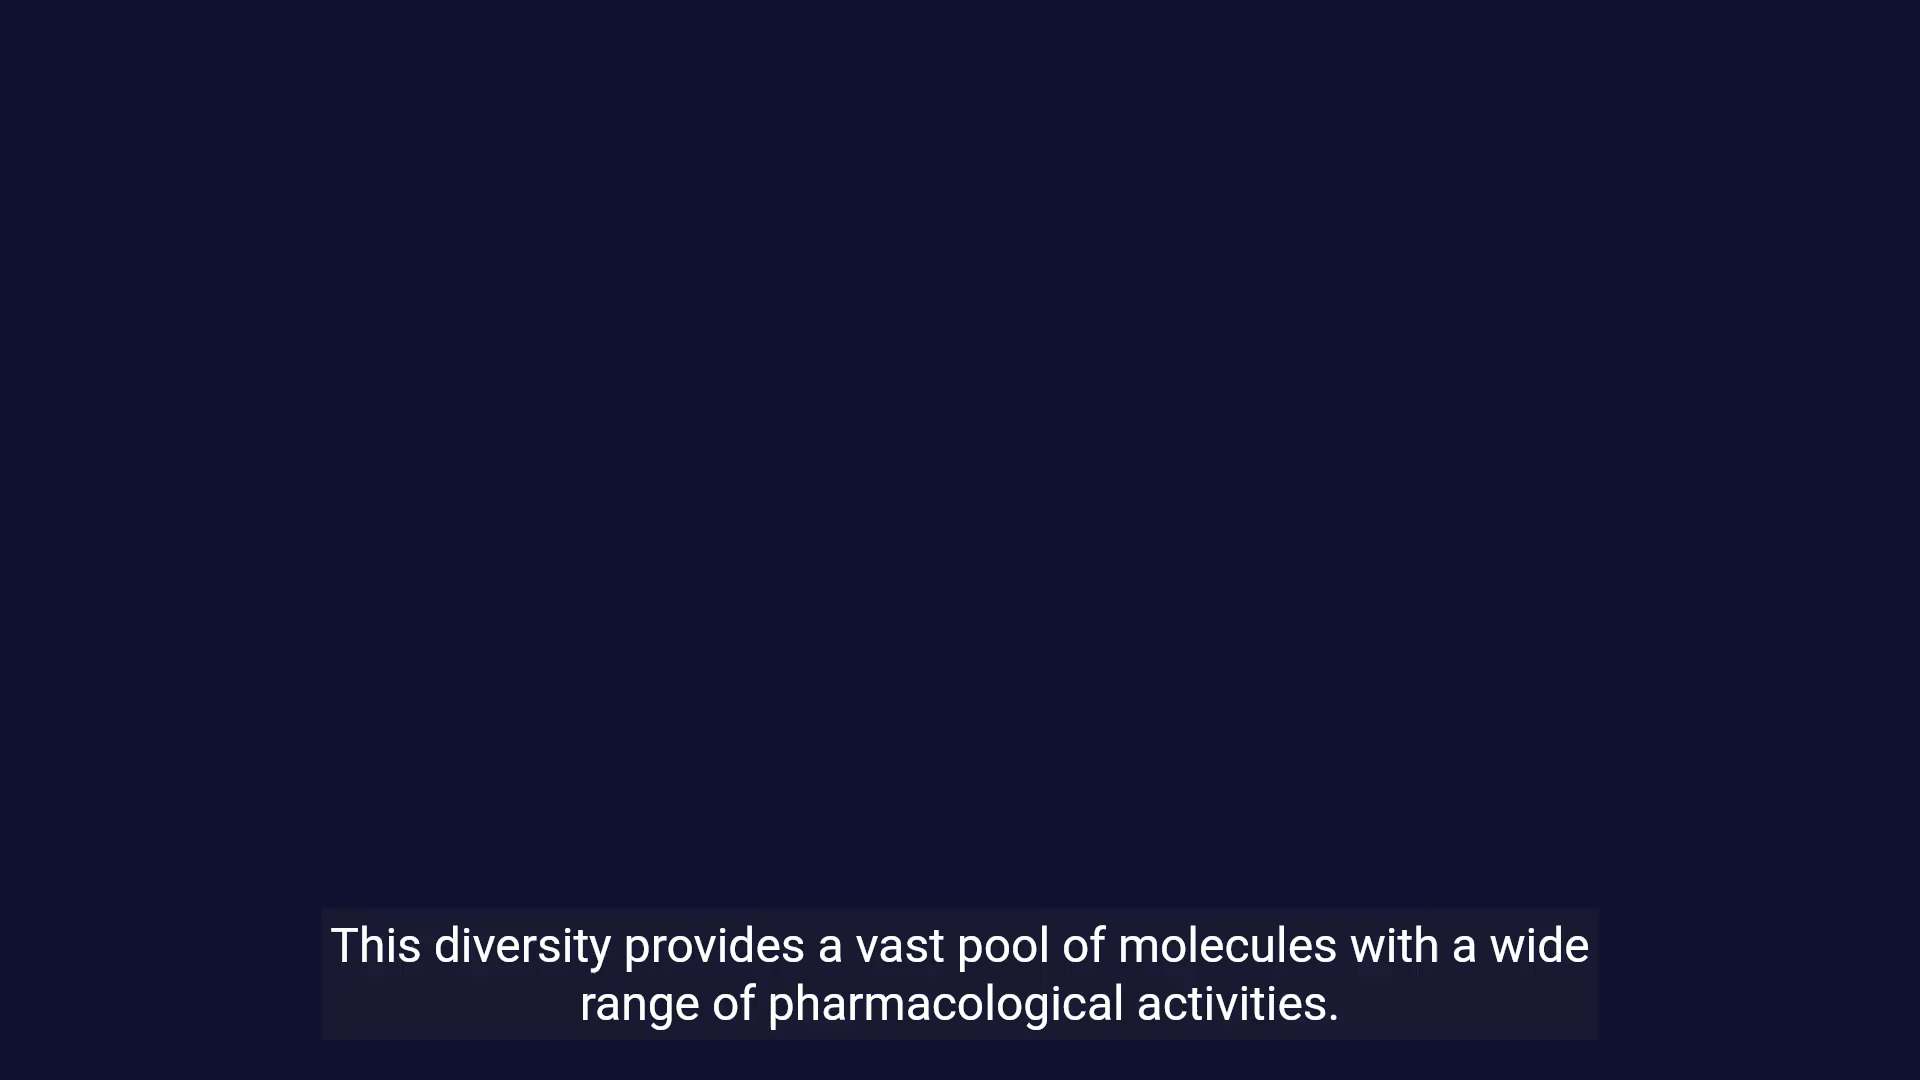 This diversity provides a vast pool of molecules with a wide
range of pharmacological activities.